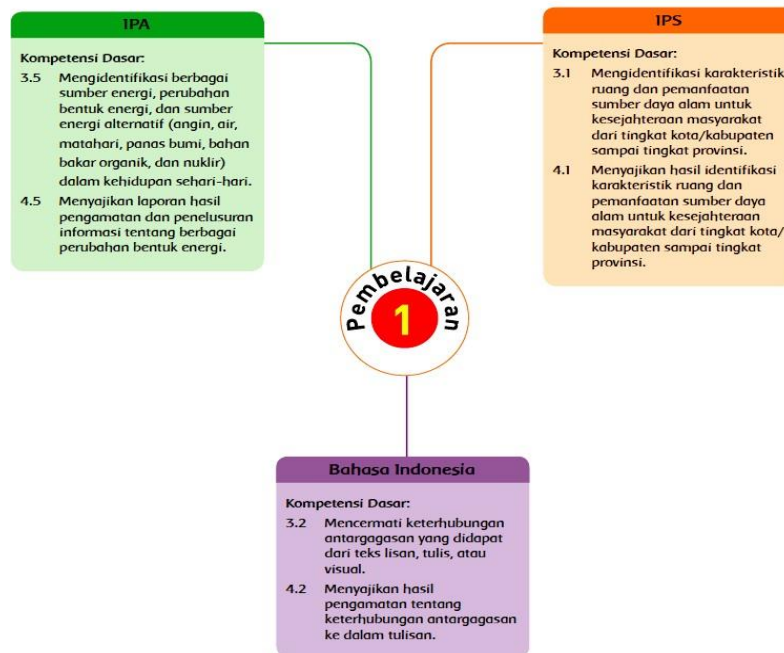 IPA
Kompetensi Dasar:
3.5 Mengidentifikasi berbagai
sumber energi, perubahan
bentuk energi, dan sumber
energi alternatif (angin, air,
matahari, panas bumi, bahan
bakar organik, dan nuklir)
dalam kehidupan sehari-hari.
4.5 Menyajikan laporan hasil
pengamatan dan penelusuran
informasi tentang berbagai
perubahan bentuk energi.
IPS
Kompetensi Dasar:
3.1 Mengidentifikasi karakteristik
ruang dan pemanfaatan
sumber daya alam untuk
kesejahteraan masyarakat
dari tingkat kota/kabupaten
sampai tingkat provinsi.
4.1 Menyajikan hasil identifikasi
karakteristik ruang dan
pemanfaatan sumber daya
alam untuk kesejahteraan
masyarakat dari tingkat kota/
kabupaten sampai tingkat
provinsi.
Pembelajaran
1
Bahasa Indonesia
Kompetensi Dasar:
3.2 Mencermati keterhubungan
antargagasan yang didapat
dari teks lisan, tulis, atau
visual.
4.2 Menyajikan hasil
pengamatan tentang
keterhubungan antargagasan
ke dalam tulisan.